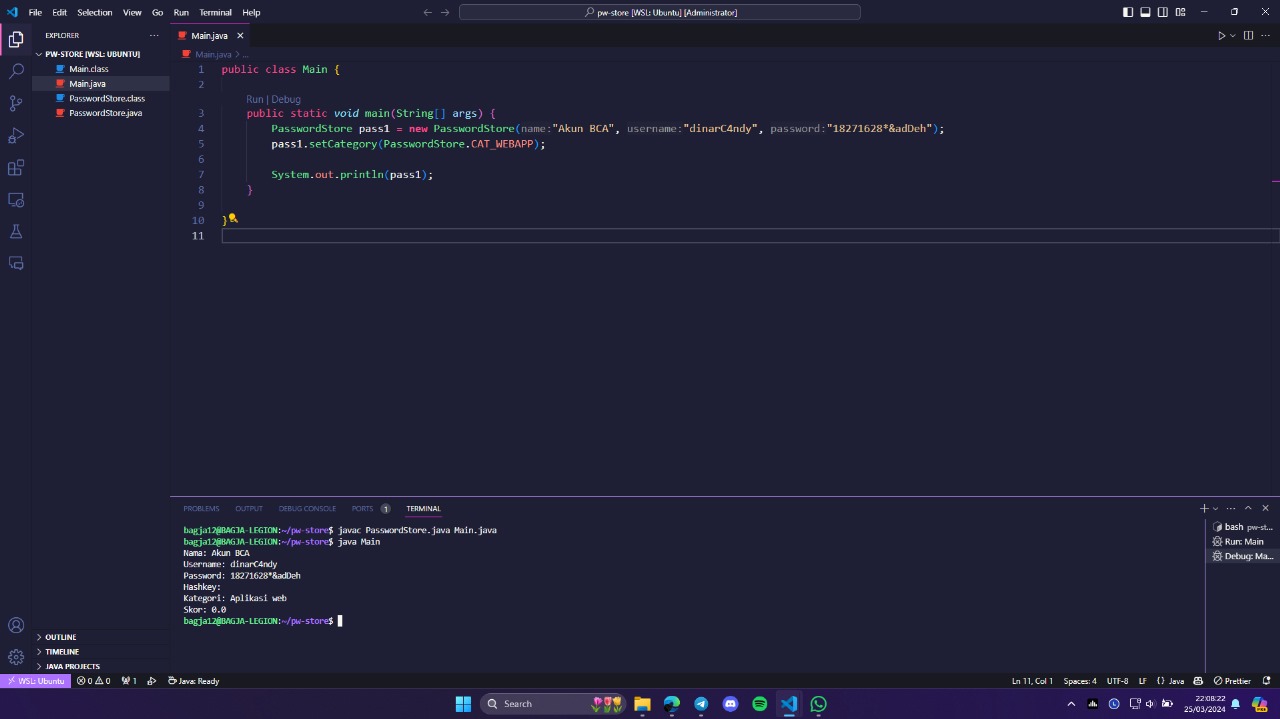 File Edit Selection View Go Run Terminal Help
pw-store [WSL: Ubuntu] [Administrator]
EXPLORER
PW-STORE [WSL: UBUNTU]
Main.class
Main.java
PasswordStore.class
PasswordStore.java
OUTLINE
TIMELINE
JAVA PROJECTS
Main.java
Main.java > ...
1 public class Main {
2
Run | Debug
3 public static void main(String[] args) {
4 PasswordStore pass1 = new PasswordStore(name:"Akun BCA", username:"dinarC4ndy", password:"18271628*&adDeh");
5 pass1.setCategory(PasswordStore.CAT_WEBAPP);
6
7 System.out.println(pass1);
8 }
9
10 }
11
PROBLEMS OUTPUT DEBUG CONSOLE PORTS 1 TERMINAL
bagja12@BAGJA-LEGION:~/pw-store$ javac PasswordStore.java Main.java
bagja12@BAGJA-LEGION:~/pw-store$ java Main
Nama: Akun BCA
Username: dinarC4ndy
Password: 18271628*&adDeh
Hashkey:
Kategori: Aplikasi web
Skor: 0.0
bagja12@BAGJA-LEGION:~/pw-store$
bash pw-st...
Run: Main
Debug: Ma...
WSL: Ubuntu 0 0 1 Java: Ready
Ln 11, Col 1 Spaces: 4 UTF-8 LF {} Java Prettier
Search
22:08:22
25/03/2024